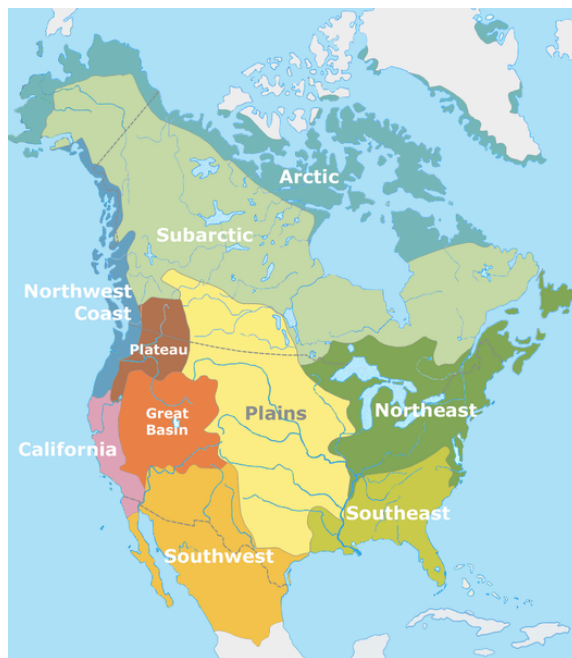 Arctic
Subarctic
Northwest
Coast
Plateau
Great
Basin
Plains
Northeast
California
Southeast
Southwest